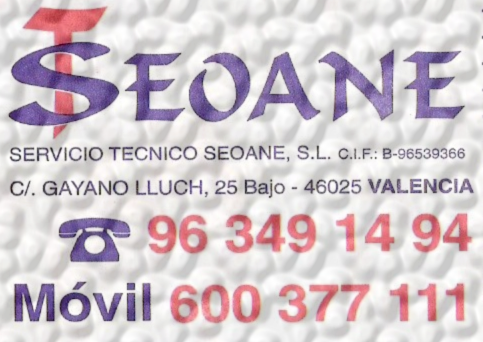 SEOANE
SERVICIO TECNICO SEOANE, S.L. C.I.F.: B-96539366
C/. GAYANO LLUCH, 25 Bajo - 46025 VALENCIA
☎ 96 349 14 94
Móvil 600 377 111